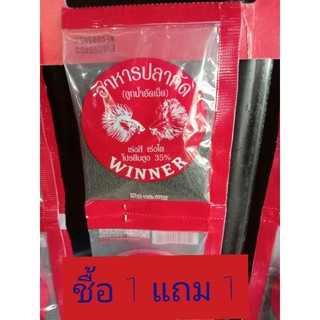 อาหารปลากัด
(ลูกน้ำอัดเม็ด)
เร่งสี เร่งโต
โปรตีนสูง 35%
WINNER
ซื้อ 1 แถม 1